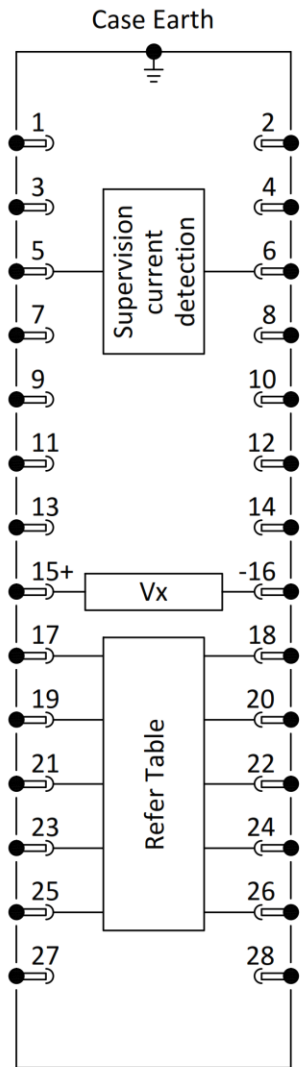 Case Earth
1 2
3 4
5 6
Supervision
current
detection
7 8
9 10
11 12
13 14
15+ -16
Vx
17 18
19 20
Refer Table
21 22
23 24
25 26
27 28